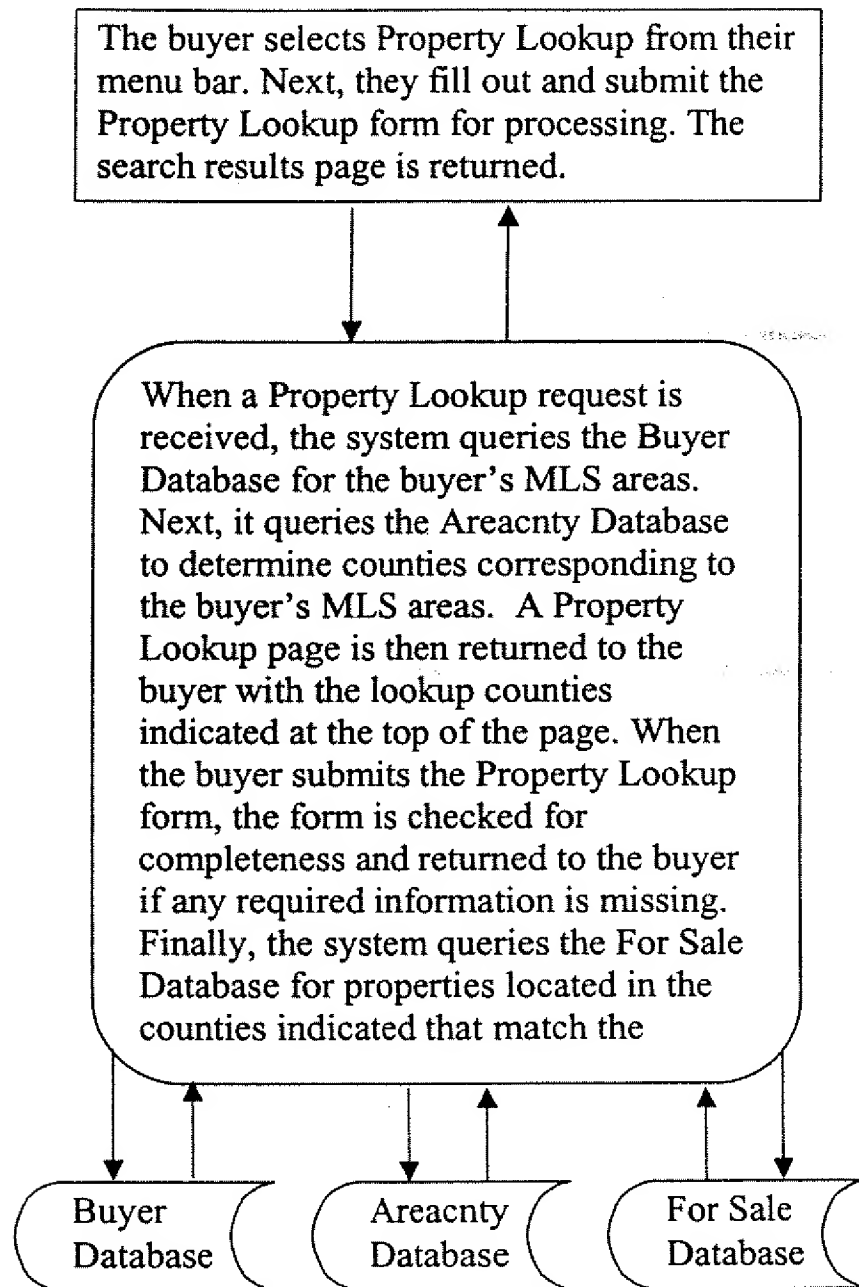 The buyer selects Property Lookup from their
menu bar. Next, they fill out and submit the
Property Lookup form for processing. The
search results page is returned.
When a Property Lookup request is
received, the system queries the Buyer
Database for the buyer's MLS areas.
Next, it queries the Areacnty Database
to determine counties corresponding to
the buyer's MLS areas. A Property
Lookup page is then returned to the
buyer with the lookup counties
indicated at the top of the page. When
the buyer submits the Property Lookup
form, the form is checked for
completeness and returned to the buyer
if any required information is missing.
Finally, the system queries the For Sale
Database for properties located in the
counties indicated that match the
Buyer
Database
Areacnty
Database
For Sale
Database